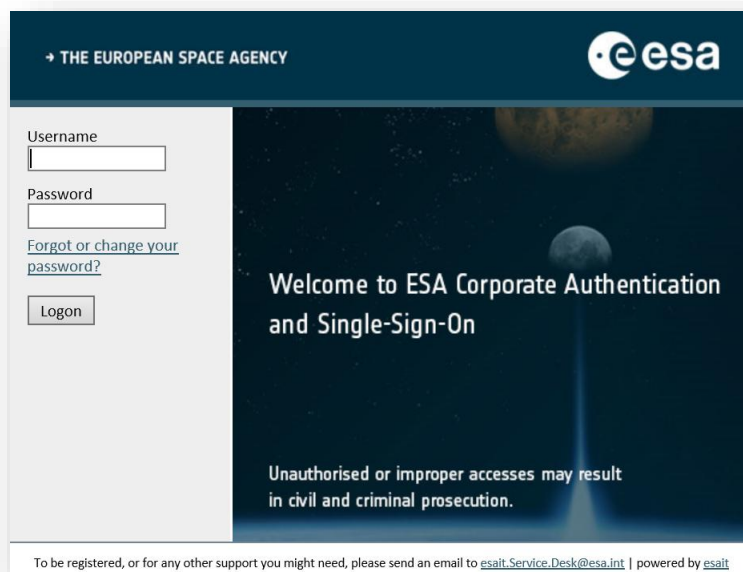 → THE EUROPEAN SPACE AGENCY
esa
Username
Password
Forgot or change your
password?
Logon
Welcome to ESA Corporate Authentication
and Single-Sign-On
Unauthorised or improper accesses may result
in civil and criminal prosecution.
To be registered, or for any other support you might need, please send an email to esait.Service.Desk@esa.int | powered by esait